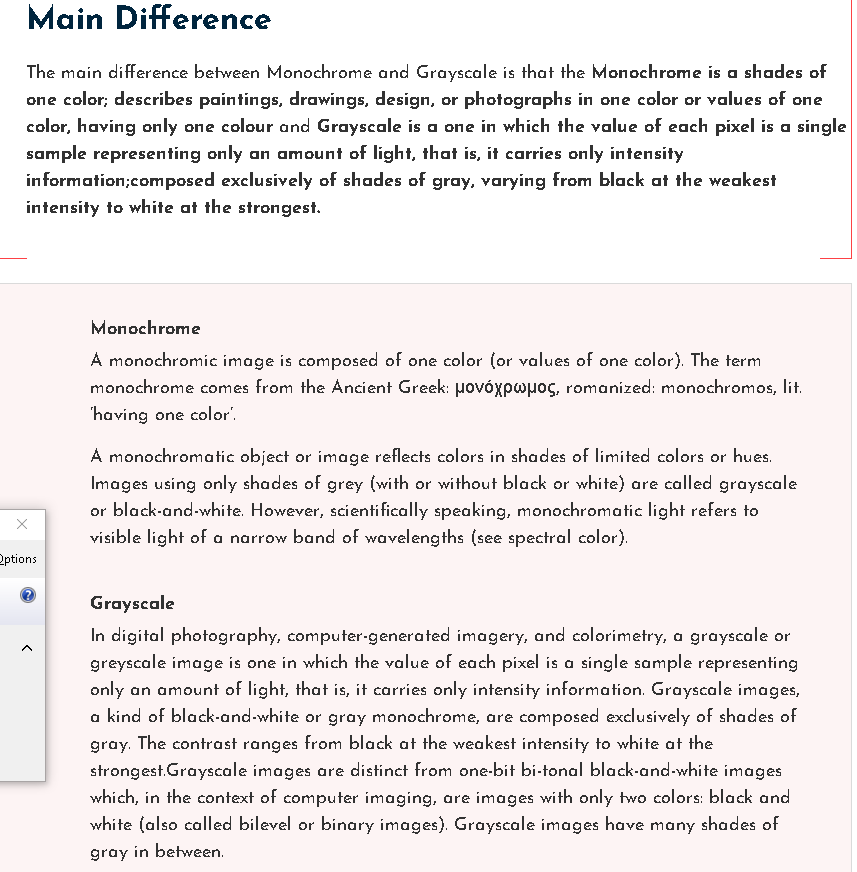 Main Difference
The main difference between Monochrome and Grayscale is that the Monochrome is a shades of
one color; describes paintings, drawings, design, or photographs in one color or values of one
color, having only one colour and Grayscale is a one in which the value of each pixel is a single
sample representing only an amount of light, that is, it carries only intensity
information;composed exclusively of shades of gray, varying from black at the weakest
intensity to white at the strongest.
Monochrome
A monochromic image is composed of one color (or values of one color). The term
monochrome comes from the Ancient Greek: μονόχρωμος, romanized: monochromos, lit.
'having one color'.
A monochromatic object or image reflects colors in shades of limited colors or hues.
Images using only shades of grey (with or without black or white) are called grayscale
or black-and-white. However, scientifically speaking, monochromatic light refers to
visible light of a narrow band of wavelengths (see spectral color).
Options
Grayscale
In digital photography, computer-generated imagery, and colorimetry, a grayscale or
greyscale image is one in which the value of each pixel is a single sample representing
only an amount of light, that is, it carries only intensity information. Grayscale images,
a kind of black-and-white or gray monochrome, are composed exclusively of shades of
gray. The contrast ranges from black at the weakest intensity to white at the
strongest.Grayscale images are distinct from one-bit bi-tonal black-and-white images
which, in the context of computer imaging, are images with only two colors: black and
white (also called bilevel or binary images). Grayscale images have many shades of
gray in between.